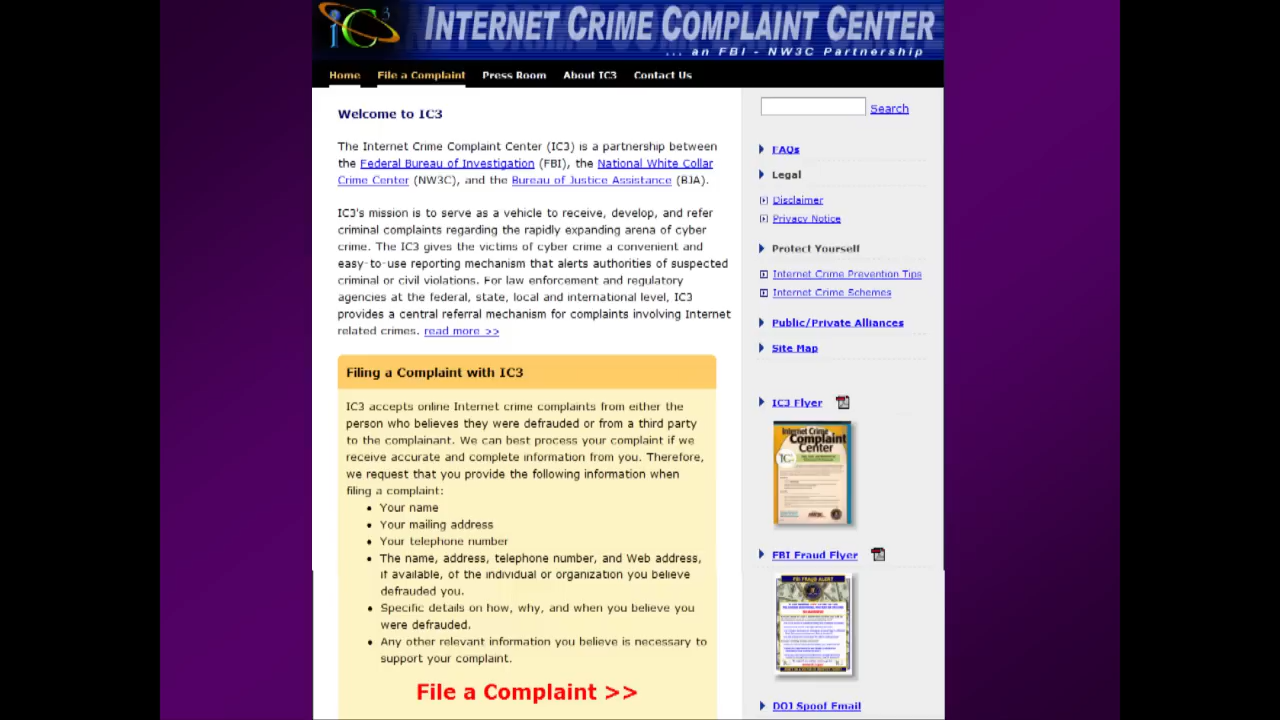 iC3
INTERNET CRIME COMPLAINT CENTER
... an FBI - NW3C Partnership
Home File a Complaint Press Room About IC3 Contact Us
Welcome to IC3
The Internet Crime Complaint Center (IC3) is a partnership between
the Federal Bureau of Investigation (FBI), the National White Collar
Crime Center (NW3C), and the Bureau of Justice Assistance (BJA).
IC3's mission is to serve as a vehicle to receive, develop, and refer
criminal complaints regarding the rapidly expanding arena of cyber
crime. The IC3 gives the victims of cyber crime a convenient and
easy-to-use reporting mechanism that alerts authorities of suspected
criminal or civil violations. For law enforcement and regulatory
agencies at the federal, state, local and international level, IC3
provides a central referral mechanism for complaints involving Internet
related crimes. read more >>
Filing a Complaint with IC3
IC3 accepts online Internet crime complaints from either the
person who believes they were defrauded or from a third party
to the complainant. We can best process your complaint if we
receive accurate and complete information from you. Therefore,
we request that you provide the following information when
filing a complaint:
• Your name
• Your mailing address
• Your telephone number
• The name, address, telephone number, and Web address,
if available, of the individual or organization you believe
defrauded you.
• Specific details on how, why, and when you believe you
were defrauded.
• Any other relevant information you believe is necessary to
support your complaint.
File a Complaint >>
Search
FAQs
Legal
Disclaimer
Privacy Notice
Protect Yourself
Internet Crime Prevention Tips
Internet Crime Schemes
Public/Private Alliances
Site Map
IC3 Flyer
Internet Crime
Complaint
Center
FBI Fraud Flyer
FBI FRAUD ALERT
DOJ Spoof Email